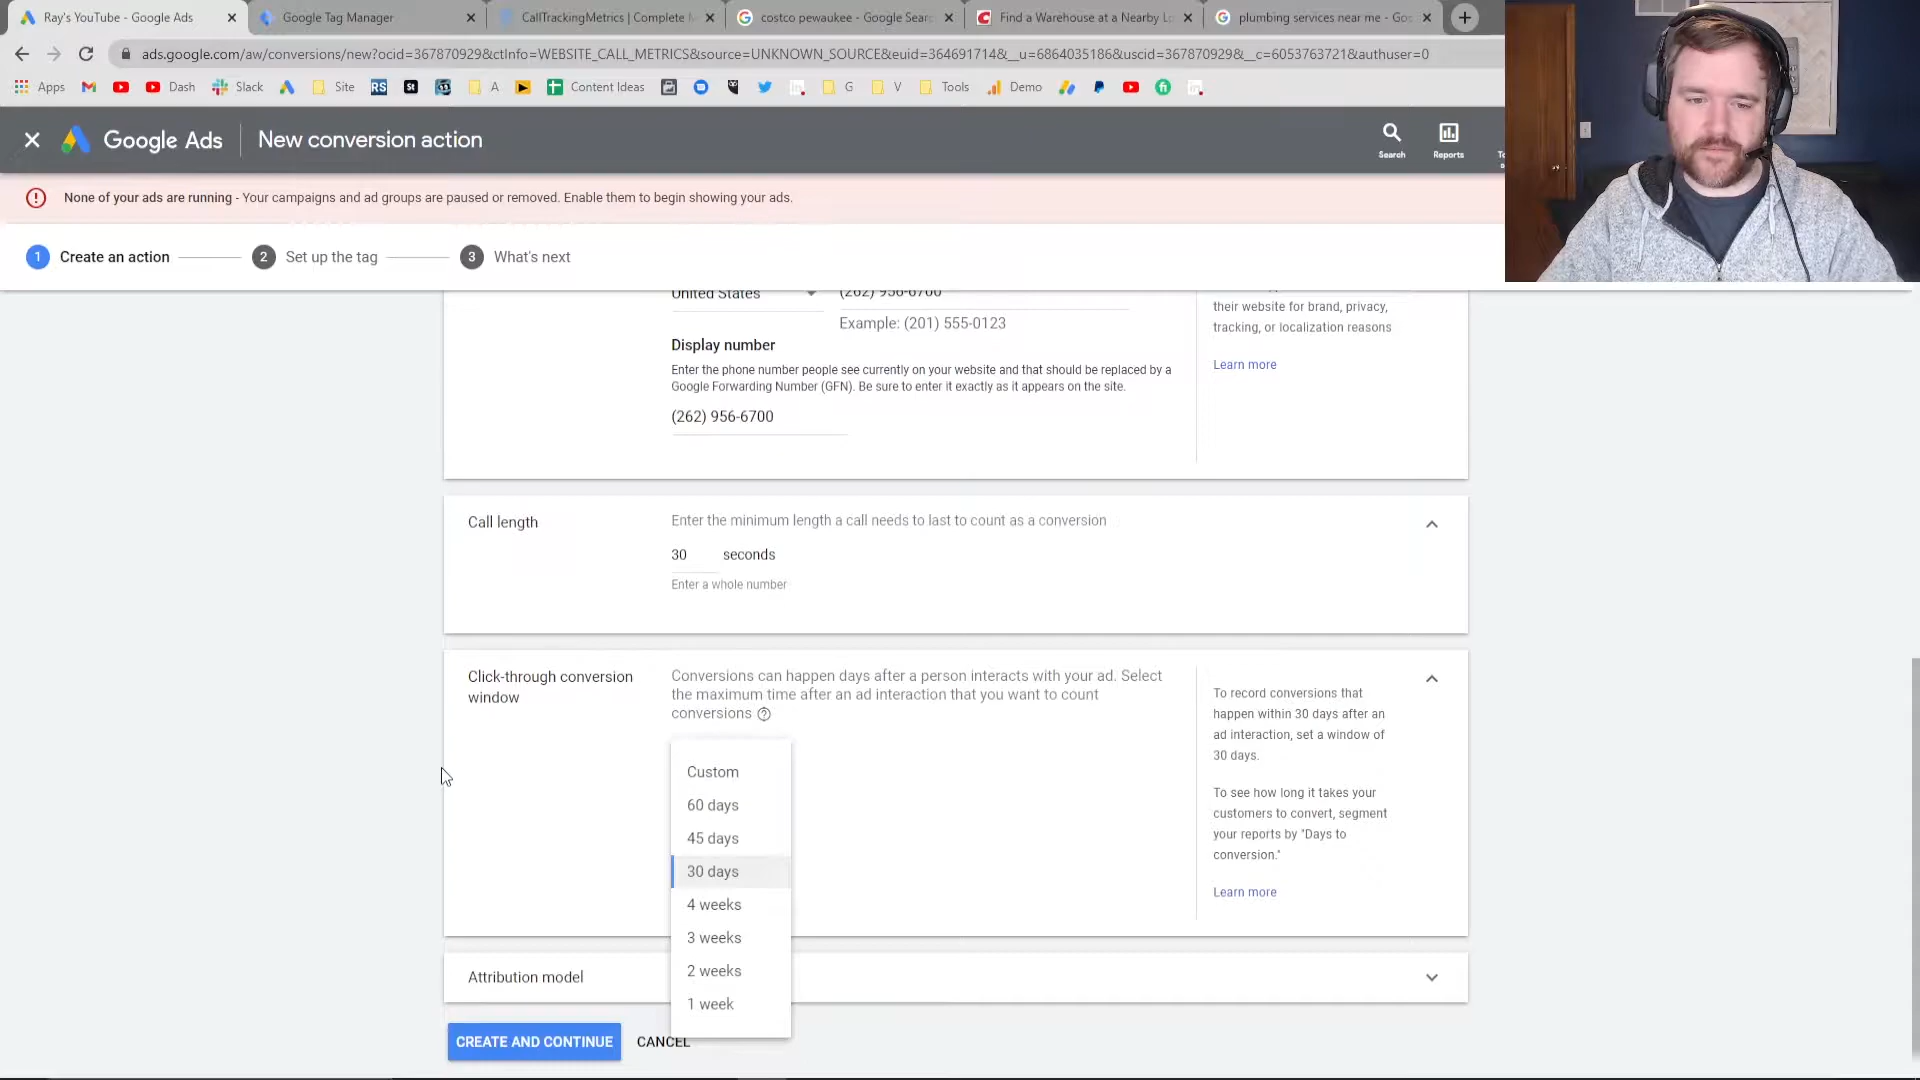 Ray's YouTube - Google Ads
Google Tag Manager
CallTrackingMetrics | Complete M
costco pewaukee - Google Searc
Find a Warehouse at a Nearby Lo
plumbing services near me - Goo
ads.google.com/aw/conversions/new?ocid=367870929&ctInfo=WEBSITE_CALL_METRICS&source=UNKNOWN_SOURCE&euid=364691714&__u=6864035186&uscid=367870929&__c=6053763721&authuser=0
Apps
Dash
Slack
Site
RS
St
A
Content Ideas
G
V
Tools
Demo
Google Ads
New conversion action
Search
Reports
None of your ads are running - Your campaigns and ad groups are paused or removed. Enable them to begin showing your ads.
1 Create an action
2 Set up the tag
3 What's next
United States
(262) 956-6700
Example: (201) 555-0123
their website for brand, privacy,
tracking, or localization reasons
Learn more
Display number
Enter the phone number people see currently on your website and that should be replaced by a
Google Forwarding Number (GFN). Be sure to enter it exactly as it appears on the site.
(262) 956-6700
Call length
Enter the minimum length a call needs to last to count as a conversion
30 seconds
Enter a whole number
Click-through conversion
window
Conversions can happen days after a person interacts with your ad. Select
the maximum time after an ad interaction that you want to count
conversions
Custom
60 days
45 days
30 days
4 weeks
3 weeks
2 weeks
1 week
To record conversions that
happen within 30 days after an
ad interaction, set a window of
30 days.
To see how long it takes your
customers to convert, segment
your reports by "Days to
conversion."
Learn more
Attribution model
CREATE AND CONTINUE
CANCEL